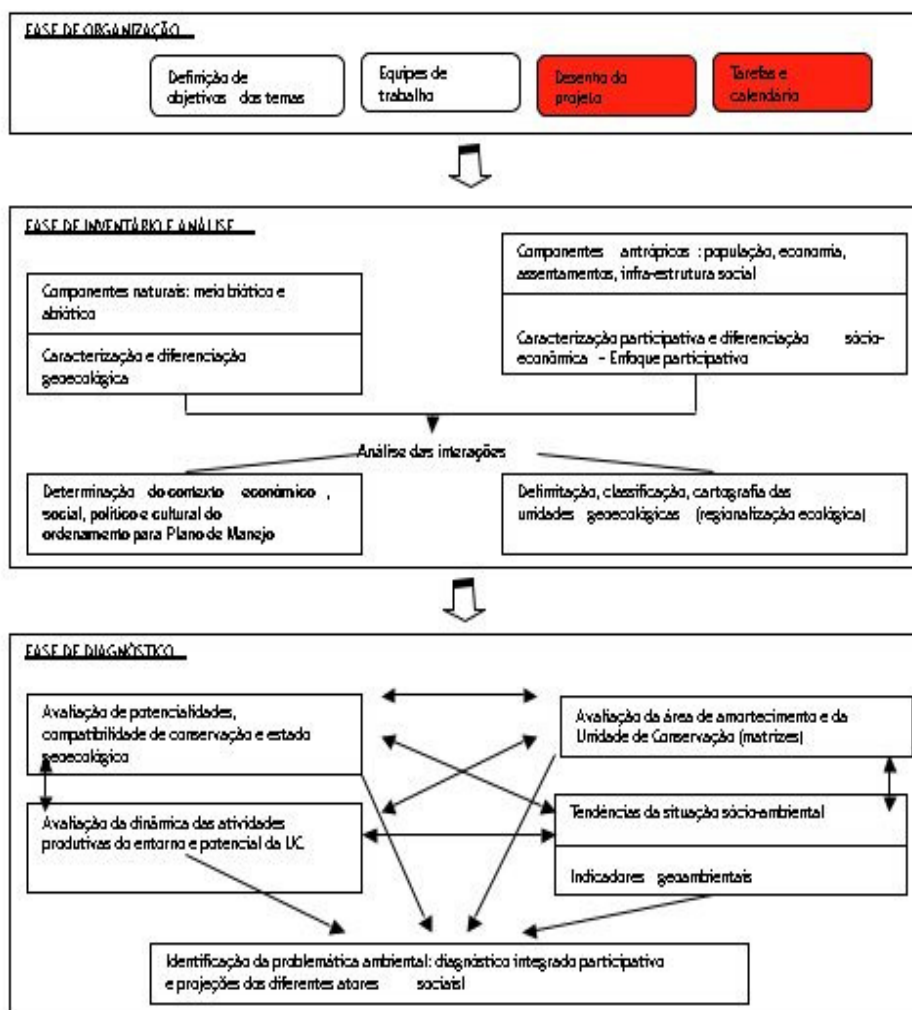 FASE DE ORGANIZAÇÃO
Definição de
objetivos dos temas
Equipes de
trabalho
Desenho do
projeto
Tarefas e
calendário
FASE DE INVENTÁRIO E ANÁLISE
Componentes naturais: meio biótico e
abiótico
Caracterização e diferenciação
geoecológica
Componentes antrópicos : população, economia,
assentamentos, infra-estrutura social
Caracterização participativa e diferenciação sócio-
econômica – Enfoque participativo
Análise das interações
Determinação do contexto econômico ,
social, político e cultural do
ordenamento para Plano de Manejo
Delimitação, classificação, cartografia das
unidades geoecológicas (regionalização ecológica)
FASE DE DIAGNÓSTICO
Avaliação de potencialidades,
compatibilidade de conservação e estado
geoecológico
Avaliação da área de amortecimento e da
Unidade de Conservação (matrizes)
Avaliação da dinâmica das atividades
produtivas do entorno e potencial da UC
Tendências da situação sócio-ambiental
Indicadores geoambientais
Identificação da problemática ambiental: diagnóstico integrado participativo
e projeções dos diferentes atores sociais!